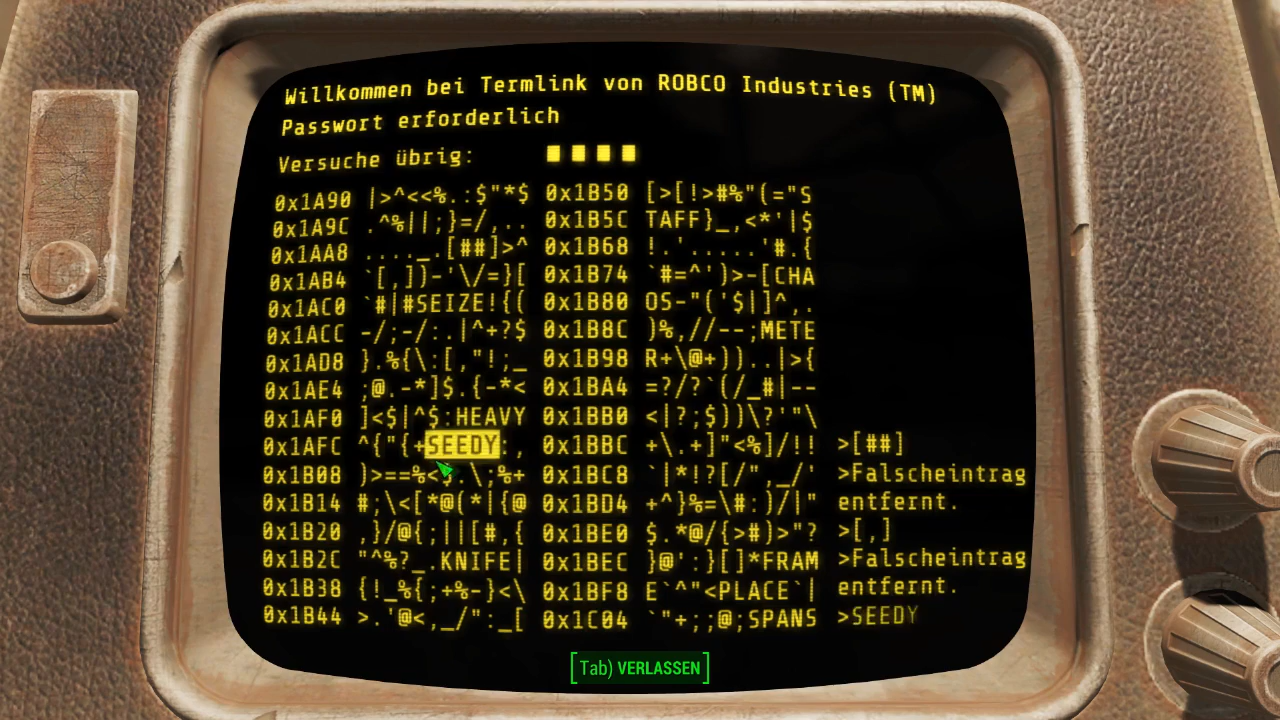 Willkommen bei Termlink von ROBCO Industries (TM)
Passwort erforderlich
Versuche übrig:
0x1A90 |>^<<%.:$"*$ 0x1B50 [>[!>#%"(="S
0x1A9C .^%||;}=/,.. 0x1B5C TAFF}_,<*'|$
0x1AA8 ...._.[##]>^ 0x1B68 !.'.....'#.{
0x1AB4 `[,])-'\/=}[ 0x1B74 `#=^')>-[CHA
0x1AC0 `#|#SEIZE!{( 0x1B80 OS-"('$|]^,.
0x1ACC -/;-/:.|^+?$ 0x1B8C )%,//--;METE
0x1AD8 }.%{\:[,"!;_ 0x1B98 R+\@+))..|>{
0x1AE4 ;@.-*]$.{-*< 0x1BA4 =?/?`(/_#|--
0x1AF0 ]<$|^$:HEAVY 0x1BB0 <|?;$))\?'"\
0x1AFC ^{"{+SEEDY:, 0x1BBC +\.+]"<%]/!! >[##]
0x1B08 )>==%<$.\;%+ 0x1BC8 `|*!?[/",_/' >Falscheintrag
0x1B14 #;\<[*@(*|{@ 0x1BD4 +^}%=\#:)/|" entfernt.
0x1B20 ,}/@{;||[#,{ 0x1BE0 $.*@/{>#)>"? >[,]
0x1B2C "^%?_.KNIFE| 0x1BEC }@':}[]*FRAM >Falscheintrag
0x1B38 {!_%{;+%-}<\ 0x1BF8 E`^"<PLACE`| entfernt.
0x1B44 >.'@<,_/":_[ 0x1C04 `"+;;@;SPANS >SEEDY
[Tab) VERLASSEN]